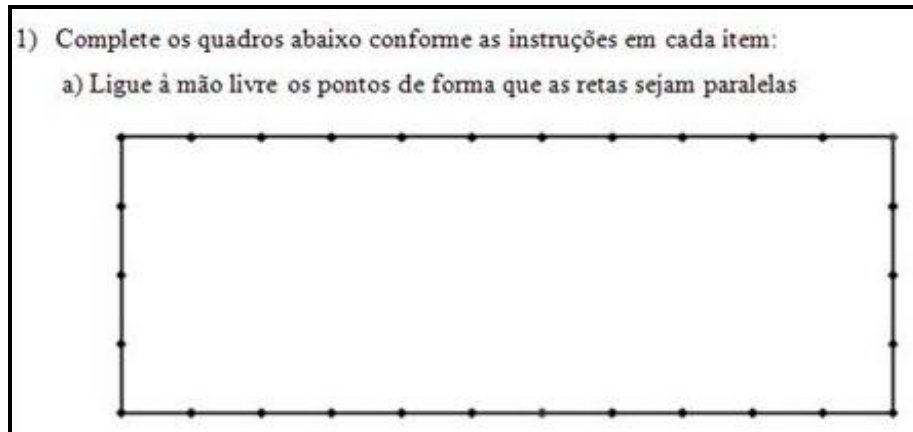 1) Complete os quadros abaixo conforme as instruções em cada item:
a) Ligue à mão livre os pontos de forma que as retas sejam paralelas